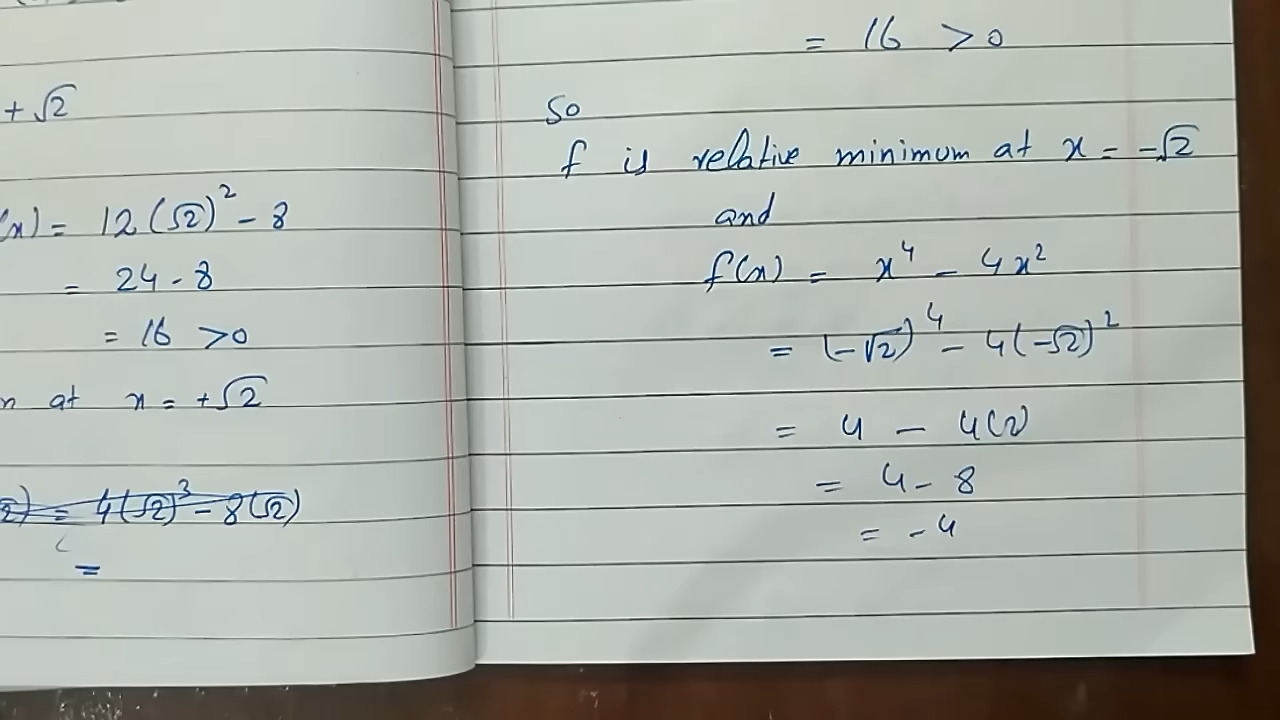 + √2
(x) = 12 (√2)² - 8
= 24 - 8
= 16 > 0
at x = +√2
= 4(√2)³ - 8(√2)
=
= 16 > 0
So
f is relative minimum at x = -√2
and
f(x) = x⁴ - 4x²
= (-√2)⁴ - 4(-√2)²
= 4 - 4(2)
= 4 - 8
= -4